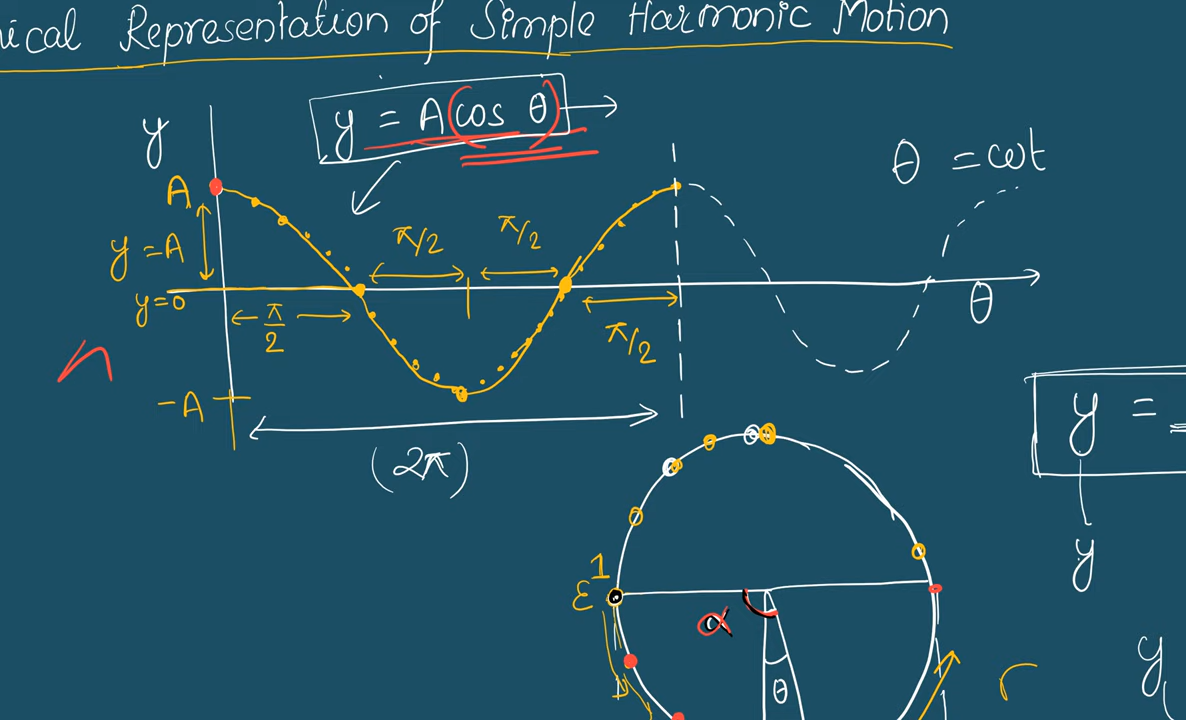 ical Representation of Simple Harmonic Motion
y = A (cos θ)
y
θ = ωt
A
π/2
π/2
y = A
y=0
π/2
π/2
θ
-A
(2π)
y =
y
1
ε
α
θ
y